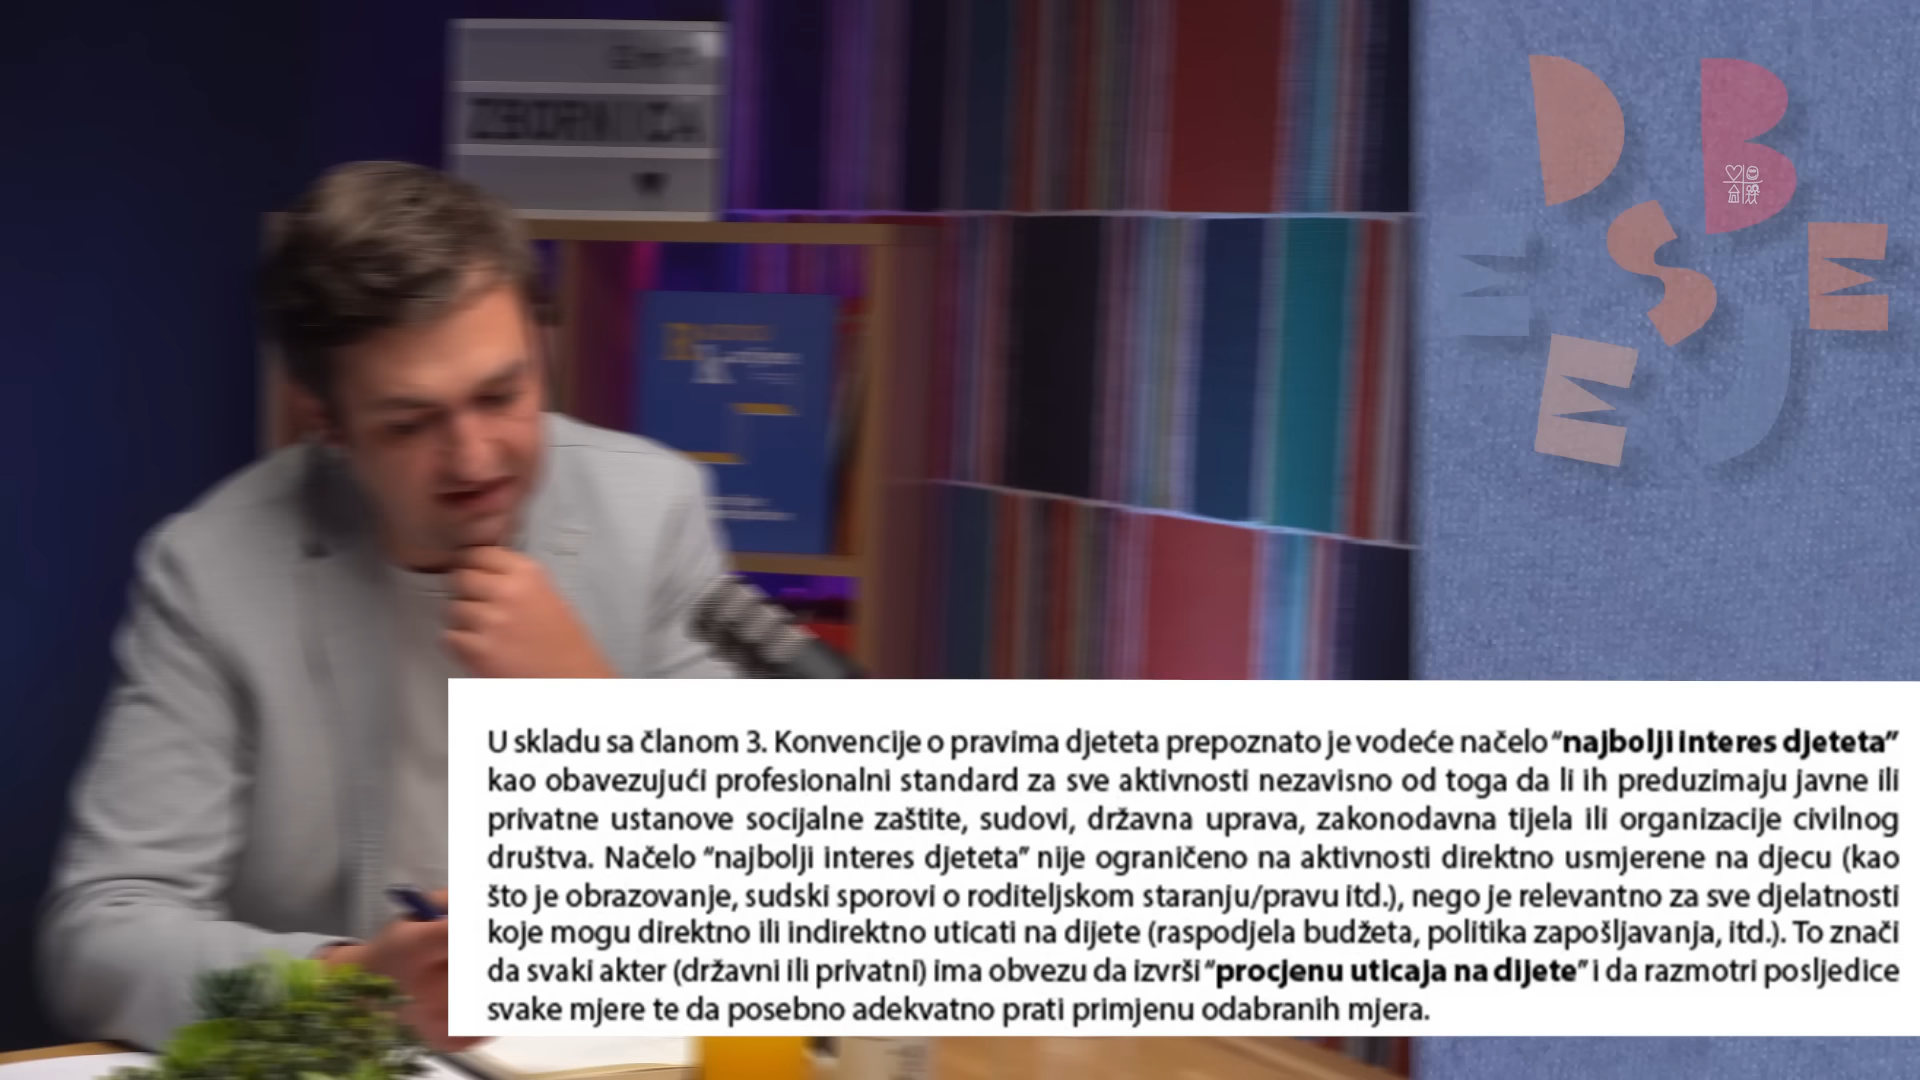 ZBORNICA
D B
E S E
E J
U skladu sa članom 3. Konvencije o pravima djeteta prepoznato je vodeće načelo “najbolji interes djeteta”
kao obavezujući profesionalni standard za sve aktivnosti nezavisno od toga da li ih preduzimaju javne ili
privatne ustanove socijalne zaštite, sudovi, državna uprava, zakonodavna tijela ili organizacije civilnog
društva. Načelo “najbolji interes djeteta” nije ograničeno na aktivnosti direktno usmjerene na djecu (kao
što je obrazovanje, sudski sporovi o roditeljskom staranju/pravu itd.), nego je relevantno za sve djelatnosti
koje mogu direktno ili indirektno uticati na dijete (raspodjela budžeta, politika zapošljavanja, itd.). To znači
da svaki akter (državni ili privatni) ima obvezu da izvrši “procjenu uticaja na dijete” i da razmotri posljedice
svake mjere te da posebno adekvatno prati primjenu odabranih mjera.